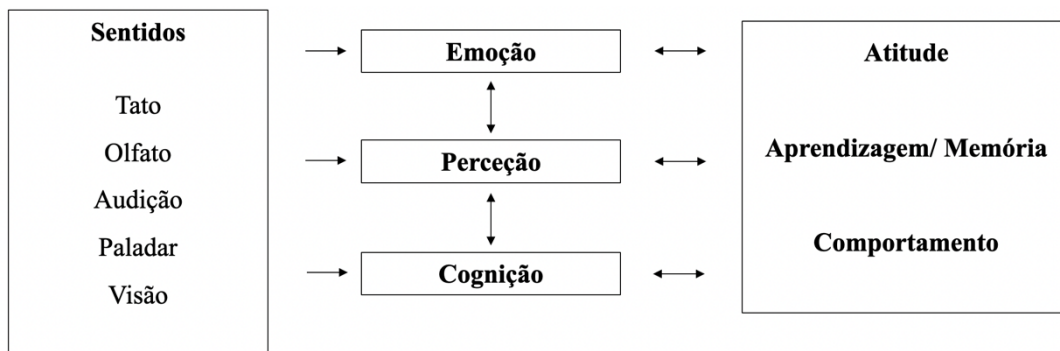 Sentidos
Tato
Olfato
Audição
Paladar
Visão
Emoção
Perceção
Cognição
Atitude
Aprendizagem/ Memória
Comportamento